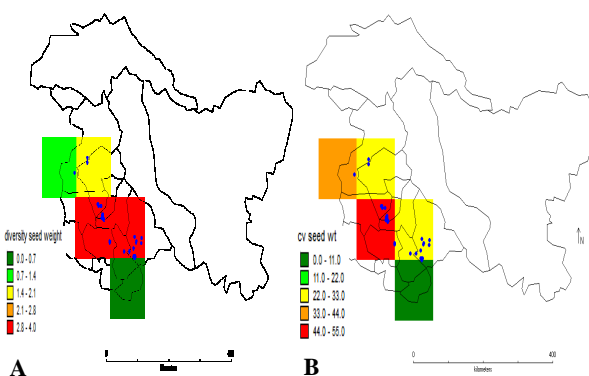 diversity seed weight
0.0 - 0.7
0.7 - 1.4
1.4 - 2.1
2.1 - 2.8
2.8 - 4.0
A
0
400
kilometers
cv seed wt
0.0 - 11.0
11.0 - 22.0
22.0 - 33.0
33.0 - 44.0
44.0 - 55.0
B
N
0
400
kilometers